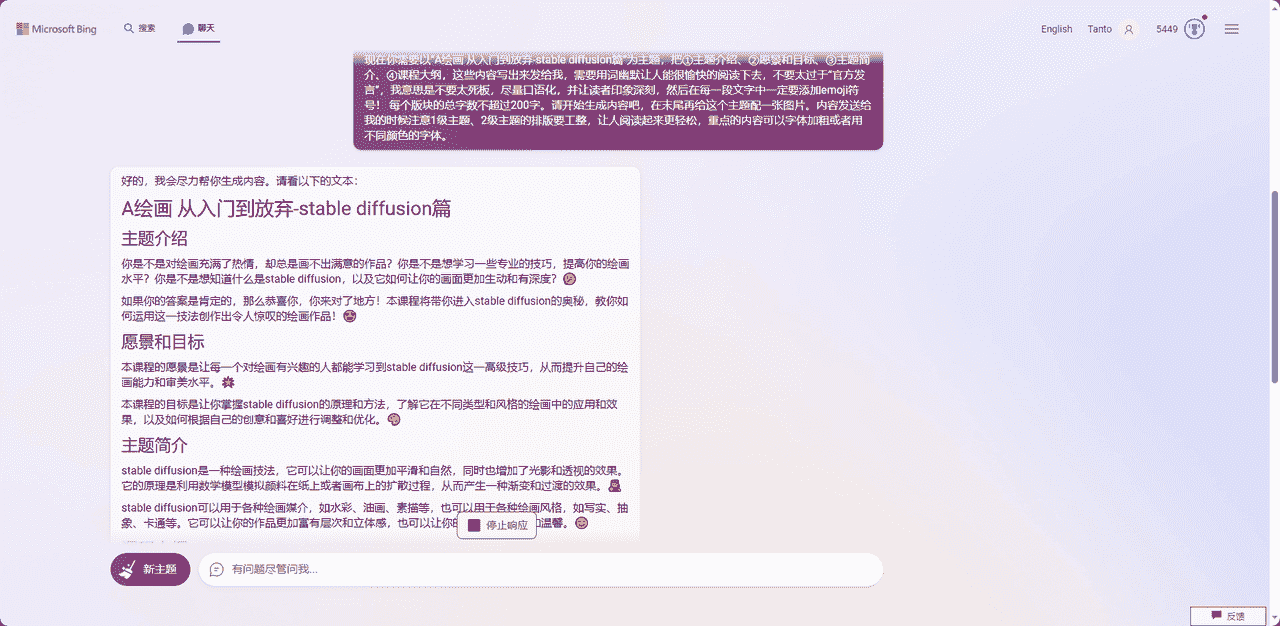 Microsoft Bing
搜索
聊天
English
Tanto
5449
现在你需要以"A绘画 从入门到放弃-stable diffusion篇"为主题，把①主题介绍、②愿景和目标、③主题简
介、④课程大纲，这些内容写出来发给我，需要用词幽默让人能很愉快的阅读下去，不要太过于"官方发
言"，我意思是不要太死板，尽量口语化，并让读者印象深刻，然后在每一段文字中一定要添加emoji符
号！ 每个版块的总字数不超过200字。请开始生成内容吧，在末尾再给这个主题配一张图片。内容发送给
我的时候注意1级主题、2级主题的排版要工整，让人阅读起来更轻松，重点的内容可以字体加粗或者用
不同颜色的字体。
好的，我会尽力帮你生成内容。请看以下的文本：
A绘画 从入门到放弃-stable diffusion篇
主题介绍
你是不是对绘画充满了热情，却总是画不出满意的作品？你是不是想学习一些专业的技巧，提高你的绘画
水平？你是不是想知道什么是stable diffusion，以及它如何让你的画面更加生动和有深度？
如果你的答案是肯定的，那么恭喜你，你来对了地方！本课程将带你进入stable diffusion的奥秘，教你如
何运用这一技法创作出令人惊叹的绘画作品！
愿景和目标
本课程的愿景是让每一个对绘画有兴趣的人都能学习到stable diffusion这一高级技巧，从而提升自己的绘
画能力和审美水平。
本课程的目标是让你掌握stable diffusion的原理和方法，了解它在不同类型和风格的绘画中的应用和效
果，以及如何根据自己的创意和喜好进行调整和优化。
主题简介
stable diffusion是一种绘画技法，它可以让你的画面更加平滑和自然，同时也增加了光影和透视的效果。
它的原理是利用数学模型模拟颜料在纸上或者画布上的扩散过程，从而产生一种渐变和过渡的效果。
stable diffusion可以用于各种绘画媒介，如水彩、油画、素描等，也可以用于各种绘画风格，如写实、抽
象、卡通等。它可以让你的作品更加富有层次和立体感，也可以让你的 和温馨。
停止响应
新主题
有问题尽管问我...
反馈